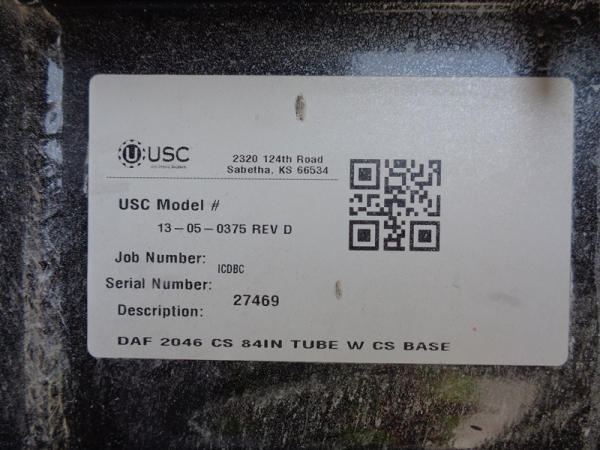 USC
2320 124th Road
Sabetha, KS 66534
USC Model #
13-05-0375 REV D
Job Number: ICDBC
Serial Number: 27469
Description:
DAF 2046 CS 84IN TUBE W CS BASE